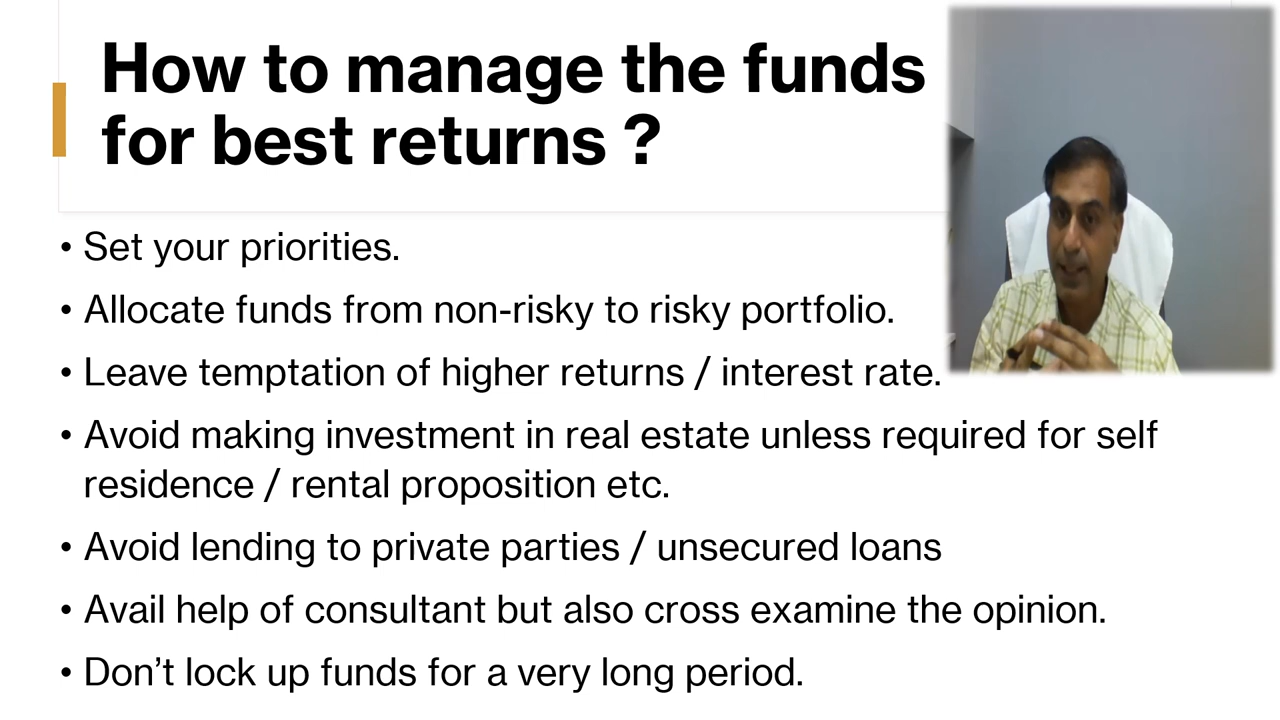 How to manage the funds
for best returns ?
• Set your priorities.
• Allocate funds from non-risky to risky portfolio.
• Leave temptation of higher returns / interest rate.
• Avoid making investment in real estate unless required for self
residence / rental proposition etc.
• Avoid lending to private parties / unsecured loans
• Avail help of consultant but also cross examine the opinion.
• Don’t lock up funds for a very long period.